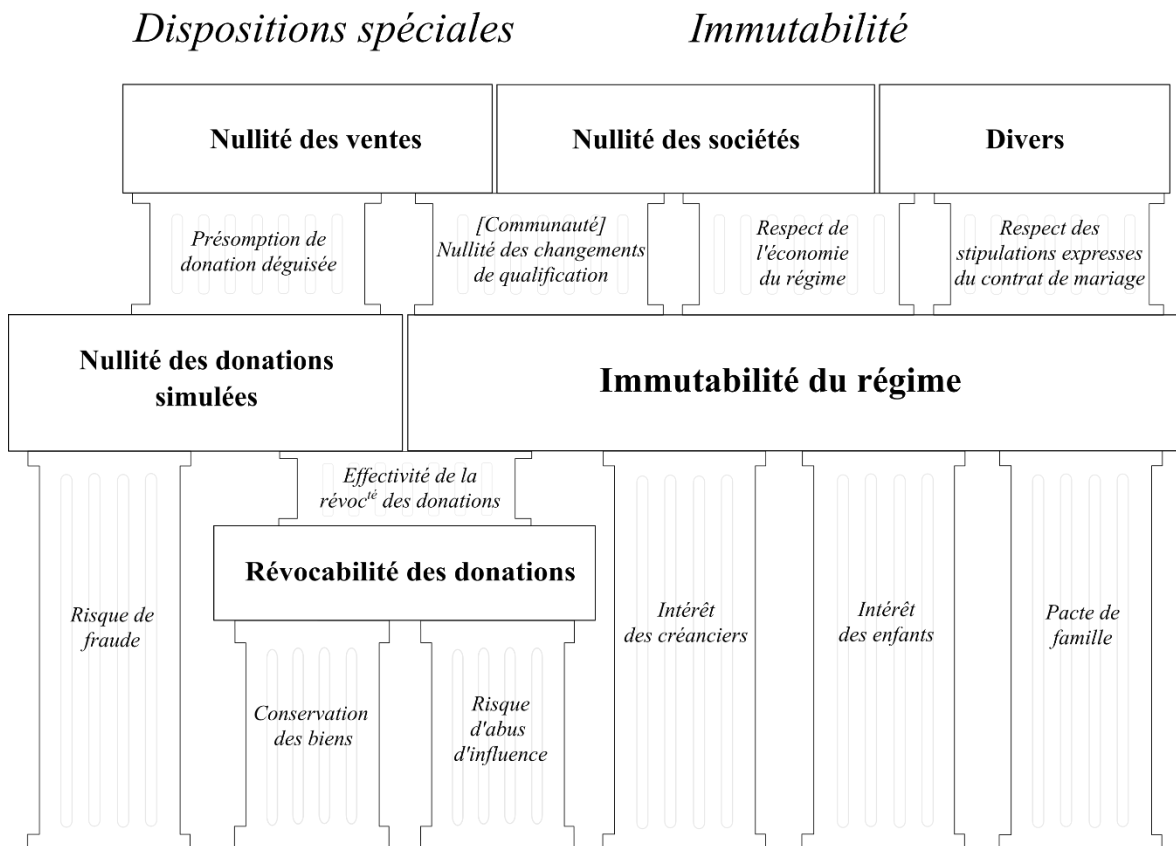 Dispositions spéciales
Immutabilité
Nullité des ventes
Nullité des sociétés
Divers
Présomption de
donation déguisée
[Communauté]
Nullité des changements
de qualification
Respect de
l'économie
du régime
Respect des
stipulations expresses
du contrat de mariage
Nullité des donations
simulées
Immutabilité du régime
Effectivité de la
révocté des donations
Révocabilité des donations
Risque de
fraude
Conservation
des biens
Risque
d'abus
d'influence
Intérêt
des créanciers
Intérêt
des enfants
Pacte de
famille